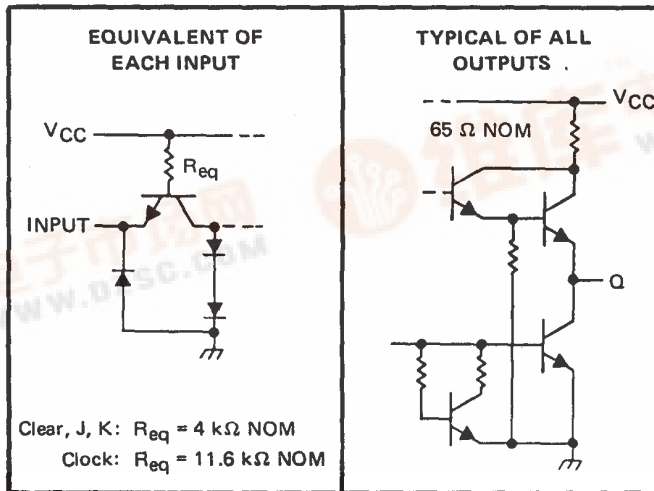 EQUIVALENT OF
EACH INPUT
VCC
Req
INPUT
Clear, J, K: Req = 4 kΩ NOM
Clock: Req = 11.6 kΩ NOM
TYPICAL OF ALL
OUTPUTS .
VCC
65 Ω NOM
Q